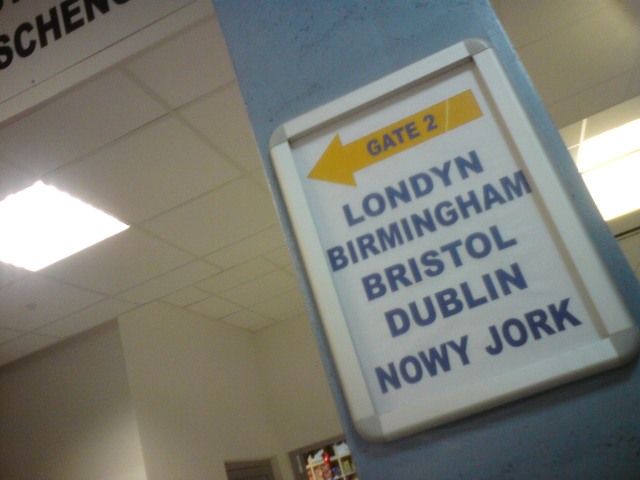 SCHENG
GATE 2
LONDYN
BIRMINGHAM
BRISTOL
DUBLIN
NOWY JORK